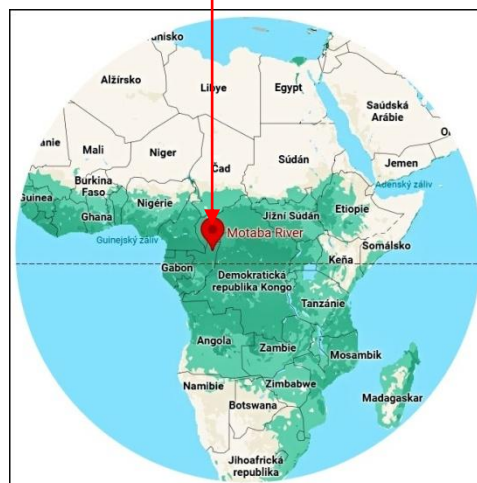 unisko
Alžírsko
Libye
Egypt
Saúdská
Arábie
anie
Mali
Niger
Čad
Súdán
Jemen
Burkina
Faso
Adenský záliv
Guinea
Nigérie
Ghana
Jižní Súdán
Etiopie
Guinejský záliv
Motaba River
Somálsko
Gabon
Keňa
Demokratická
republika Kongo
Tanzánie
Angola
Zambie
Mosambik
Namibie
Zimbabwe
Madagaskar
Botswana
Jihoafrická
republika